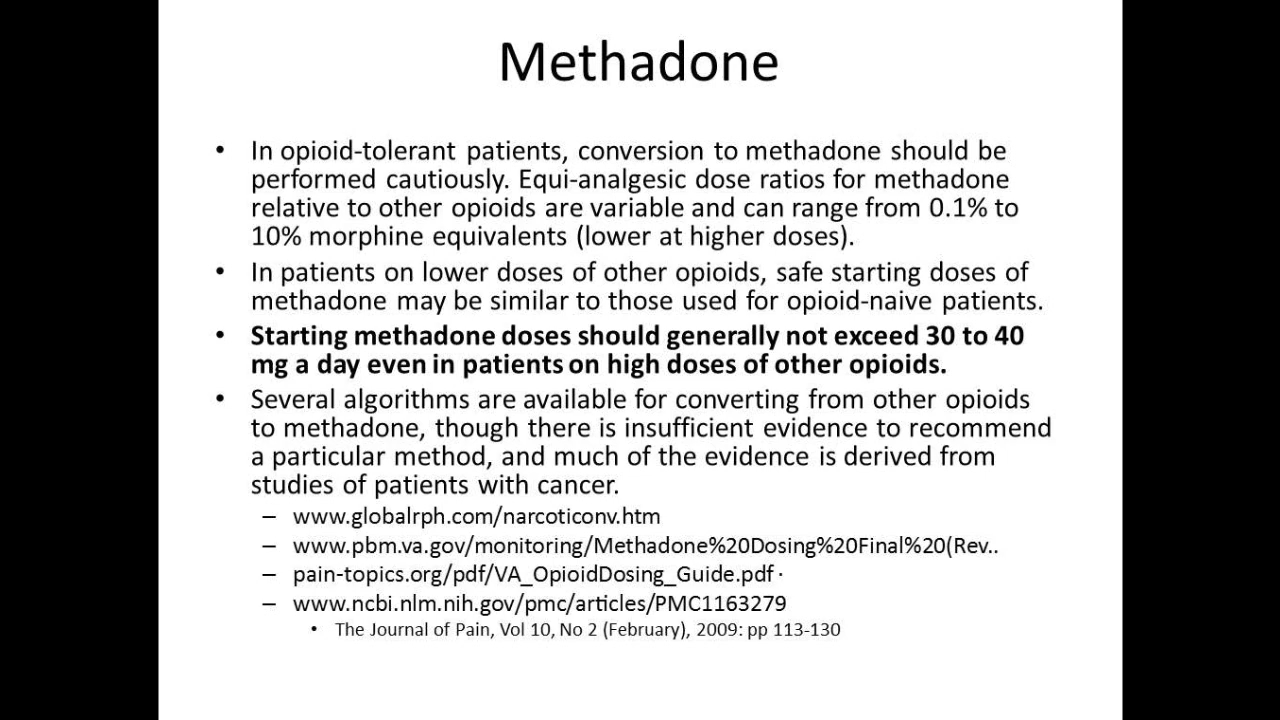 Methadone
• In opioid-tolerant patients, conversion to methadone should be
performed cautiously. Equi-analgesic dose ratios for methadone
relative to other opioids are variable and can range from 0.1% to
10% morphine equivalents (lower at higher doses).
• In patients on lower doses of other opioids, safe starting doses of
methadone may be similar to those used for opioid-naive patients.
• Starting methadone doses should generally not exceed 30 to 40
mg a day even in patients on high doses of other opioids.
• Several algorithms are available for converting from other opioids
to methadone, though there is insufficient evidence to recommend
a particular method, and much of the evidence is derived from
studies of patients with cancer.
– www.globalrph.com/narcoticonv.htm
– www.pbm.va.gov/monitoring/Methadone%20Dosing%20Final%20(Rev..
– pain-topics.org/pdf/VA_OpioidDosing_Guide.pdf ·
– www.ncbi.nlm.nih.gov/pmc/articles/PMC1163279
• The Journal of Pain, Vol 10, No 2 (February), 2009: pp 113-130